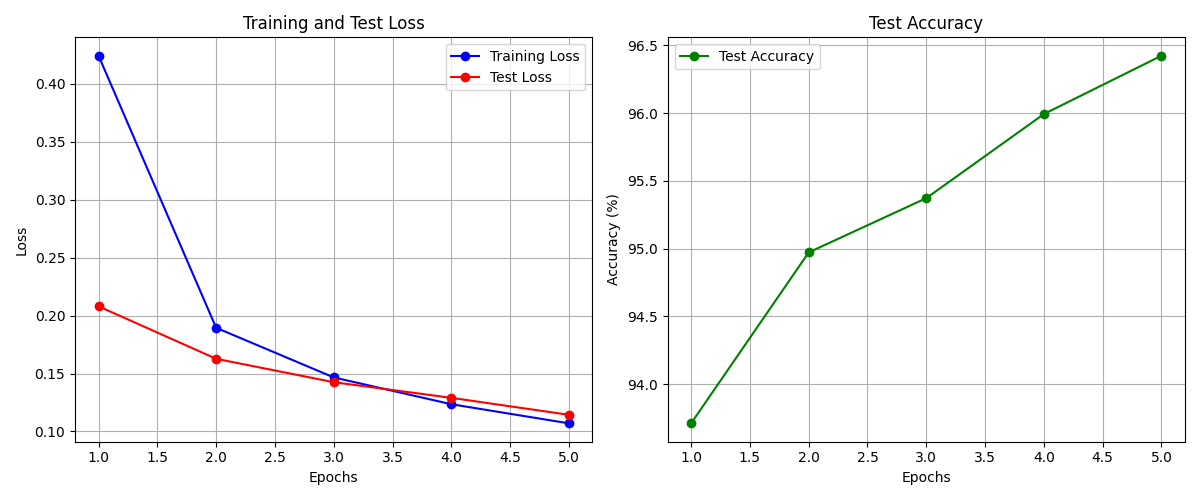 Training and Test Loss
Training Loss
Test Loss
0.40
0.35
0.30
0.25
0.20
0.15
0.10
Loss
1.0 1.5 2.0 2.5 3.0 3.5 4.0 4.5 5.0
Epochs
Test Accuracy
Test Accuracy
96.5
96.0
95.5
95.0
94.5
94.0
Accuracy (%)
1.0 1.5 2.0 2.5 3.0 3.5 4.0 4.5 5.0
Epochs